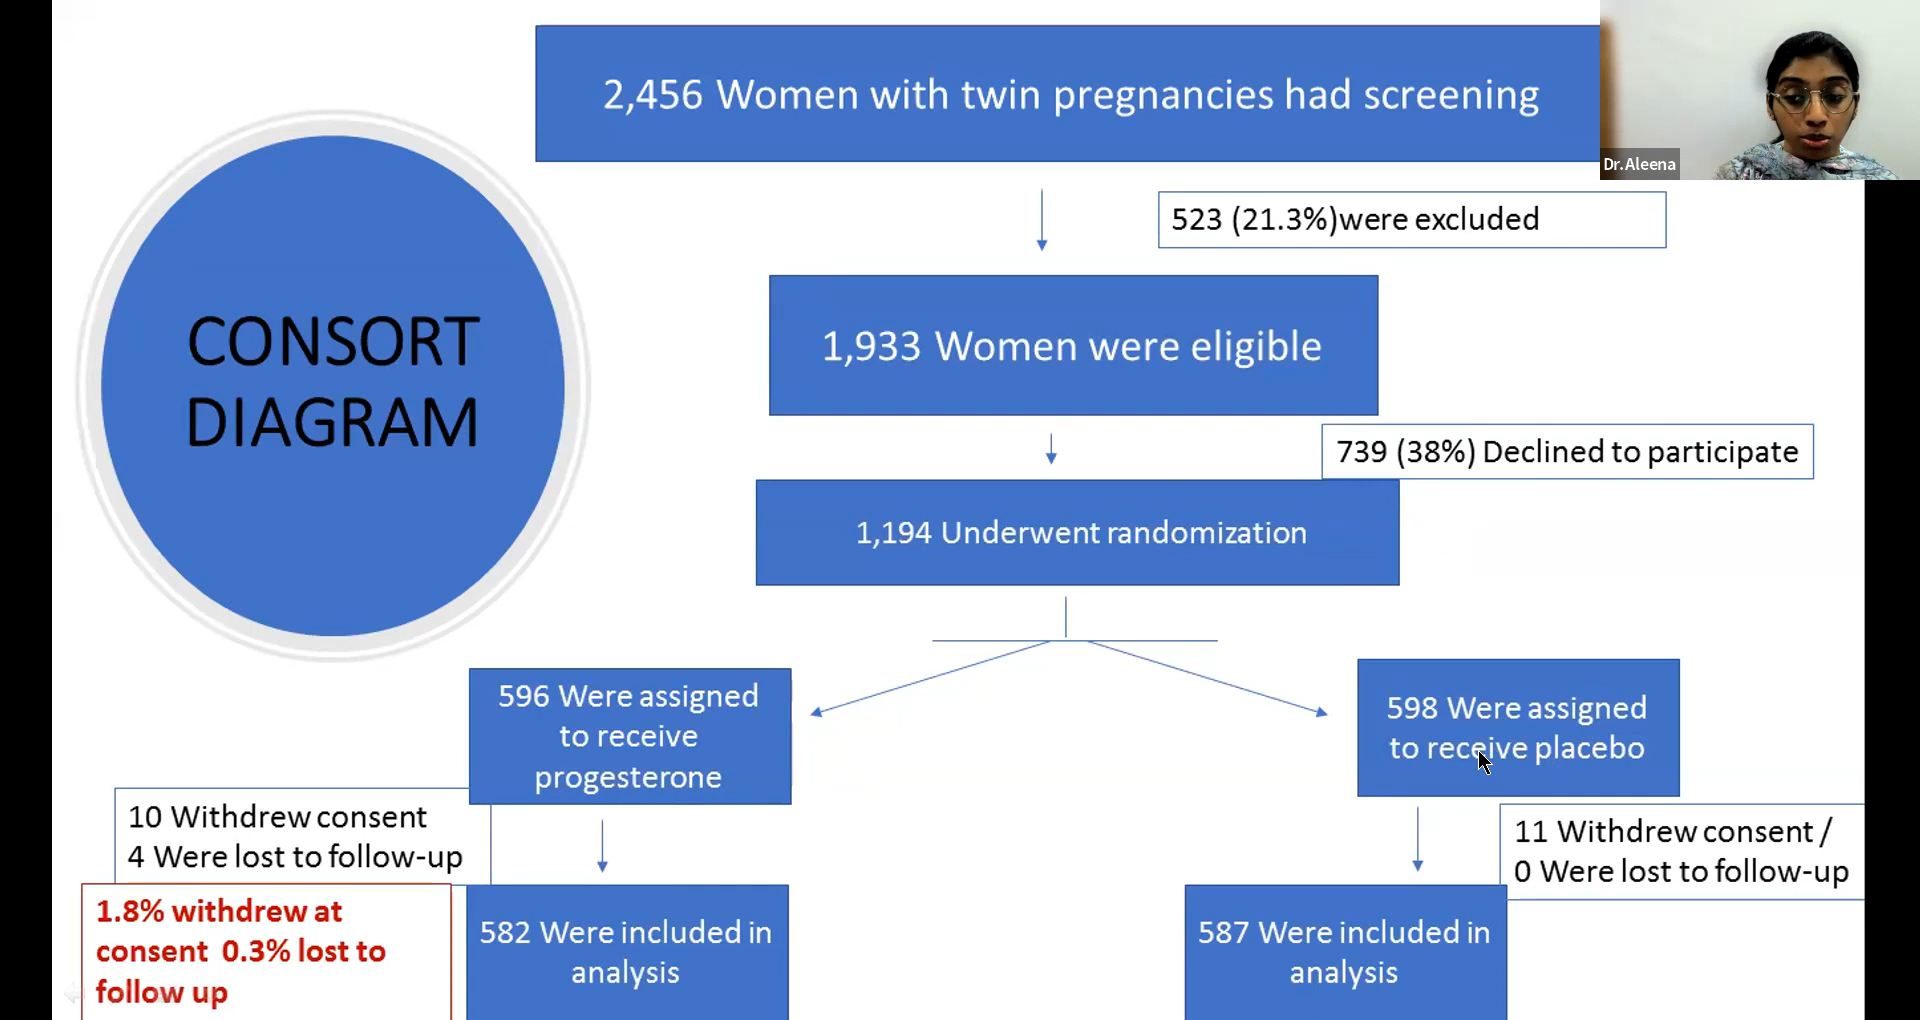 2,456 Women with twin pregnancies had screening
Dr.Aleena
523 (21.3%)were excluded
CONSORT
DIAGRAM
1,933 Women were eligible
739 (38%) Declined to participate
1,194 Underwent randomization
596 Were assigned
to receive
progesterone
598 Were assigned
to receive placebo
10 Withdrew consent
4 Were lost to follow-up
11 Withdrew consent /
0 Were lost to follow-up
1.8% withdrew at
consent 0.3% lost to
follow up
582 Were included in
analysis
587 Were included in
analysis